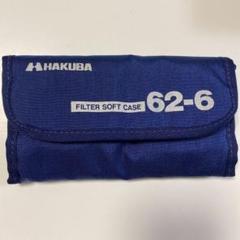 HAKUBA
FILTER SOFT CASE 62-6